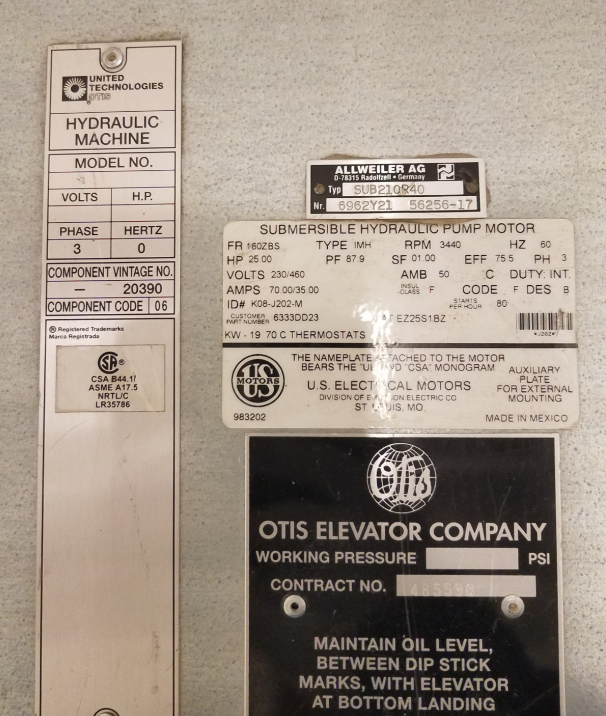 UNITED
TECHNOLOGIES
OTIS
HYDRAULIC
MACHINE
MODEL NO.
VOLTS H.P.
PHASE HERTZ
3 0
COMPONENT VINTAGE NO.
— 20390
COMPONENT CODE 06
® Registered Trademarks
Marca Registrada
SA®
CSA B44.1/
ASME A17.5
NRTL/C
LR35786
ALLWEILER AG
D-78315 Radolfzell • Germany
Typ SUB210R40
Nr. 6962Y21 56256-17
SUBMERSIBLE HYDRAULIC PUMP MOTOR
FR 160ZBS TYPE IMH RPM 3440 HZ 60
HP 25.00 PF 87.9 SF 01.00 EFF 75.5 PH 3
VOLTS 230/460 AMB 50 C DUTY: INT.
AMPS 70.00/35.00 INSUL CLASS F CODE F DES B
ID# K08-J202-M STARTS PER HOUR 80
CUSTOMER PART NUMBER 6333DD23 EZ25S1BZ
KW - 19 70 C THERMOSTATS
*J202*
US
MOTORS
983202
THE NAMEPLATE ATTACHED TO THE MOTOR
BEARS THE "UL" AND "CSA" MONOGRAM
U.S. ELECTRICAL MOTORS
DIVISION OF EMERSON ELECTRIC CO
ST LOUIS, MO.
AUXILIARY
PLATE
FOR EXTERNAL
MOUNTING
MADE IN MEXICO
Otis
OTIS ELEVATOR COMPANY
WORKING PRESSURE PSI
CONTRACT NO.
MAINTAIN OIL LEVEL,
BETWEEN DIP STICK
MARKS, WITH ELEVATOR
AT BOTTOM LANDING